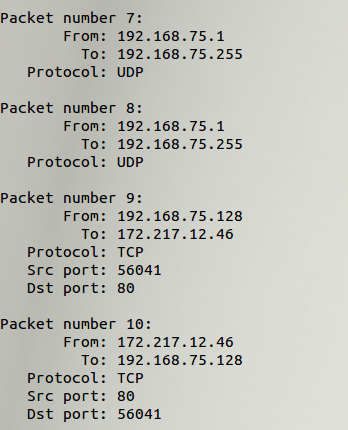 Packet number 7:
From: 192.168.75.1
To: 192.168.75.255
Protocol: UDP
Packet number 8:
From: 192.168.75.1
To: 192.168.75.255
Protocol: UDP
Packet number 9:
From: 192.168.75.128
To: 172.217.12.46
Protocol: TCP
Src port: 56041
Dst port: 80
Packet number 10:
From: 172.217.12.46
To: 192.168.75.128
Protocol: TCP
Src port: 80
Dst port: 56041